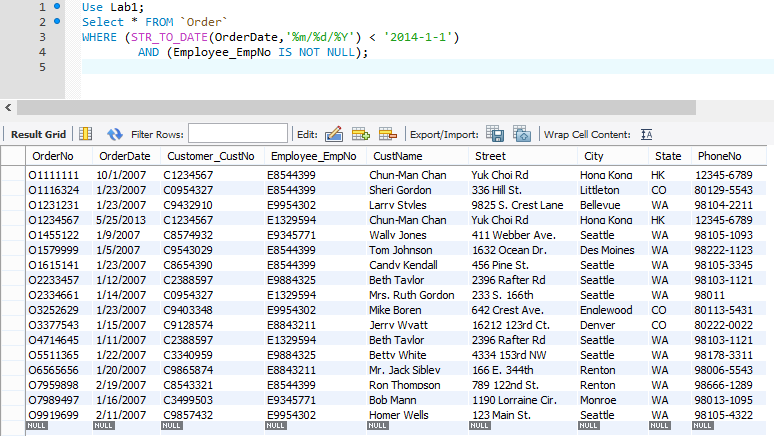 1 Use Lab1;
2 Select * FROM `Order`
3 WHERE (STR_TO_DATE(OrderDate,'%m/%d/%Y') < '2014-1-1')
4 AND (Employee_EmpNo IS NOT NULL);
5
Result Grid Filter Rows: Edit: Export/Import: Wrap Cell Content: IA
OrderNo OrderDate Customer_CustNo Employee_EmpNo CustName Street City State PhoneNo
O1111111 10/1/2007 C1234567 E8544399 Chun-Man Chan Yuk Choi Rd Hong Kong HK 12345-6789
O1116324 1/23/2007 C0954327 E8544399 Sheri Gordon 336 Hill St. Littleton CO 80129-5543
O1231231 1/23/2007 C9432910 E9954302 Larry Styles 9825 S. Crest Lane Bellevue WA 98104-2211
O1234567 5/25/2013 C1234567 E1329594 Chun-Man Chan Yuk Choi Rd Hong Kong HK 12345-6789
O1455122 1/9/2007 C8574932 E9345771 Wally Jones 411 Webber Ave. Seattle WA 98105-1093
O1579999 1/5/2007 C9543029 E8544399 Tom Johnson 1632 Ocean Dr. Des Moines WA 98222-1123
O1615141 1/23/2007 C8654390 E8544399 Candy Kendall 456 Pine St. Seattle WA 98105-3345
O2233457 1/12/2007 C2388597 E9884325 Beth Taylor 2396 Rafter Rd Seattle WA 98103-1121
O2334661 1/14/2007 C0954327 E1329594 Mrs. Ruth Gordon 233 S. 166th Seattle WA 98011
O3252629 1/23/2007 C9403348 E9954302 Mike Boren 642 Crest Ave. Englewood CO 80113-5431
O3377543 1/15/2007 C9128574 E8843211 Jerry Wyatt 16212 123rd Ct. Denver CO 80222-0022
O4714645 1/11/2007 C2388597 E1329594 Beth Taylor 2396 Rafter Rd Seattle WA 98103-1121
O5511365 1/22/2007 C3340959 E9884325 Betty White 4334 153rd NW Seattle WA 98178-3311
O6565656 1/20/2007 C9865874 E8843211 Mr. Jack Sibley 166 E. 344th Renton WA 98006-5543
O7959898 2/19/2007 C8543321 E8544399 Ron Thompson 789 122nd St. Renton WA 98666-1289
O7989497 1/16/2007 C3499503 E9345771 Bob Mann 1190 Lorraine Cir. Monroe WA 98013-1095
O9919699 2/11/2007 C9857432 E9954302 Homer Wells 123 Main St. Seattle WA 98105-4322
NULL NULL NULL NULL NULL NULL NULL NULL NULL